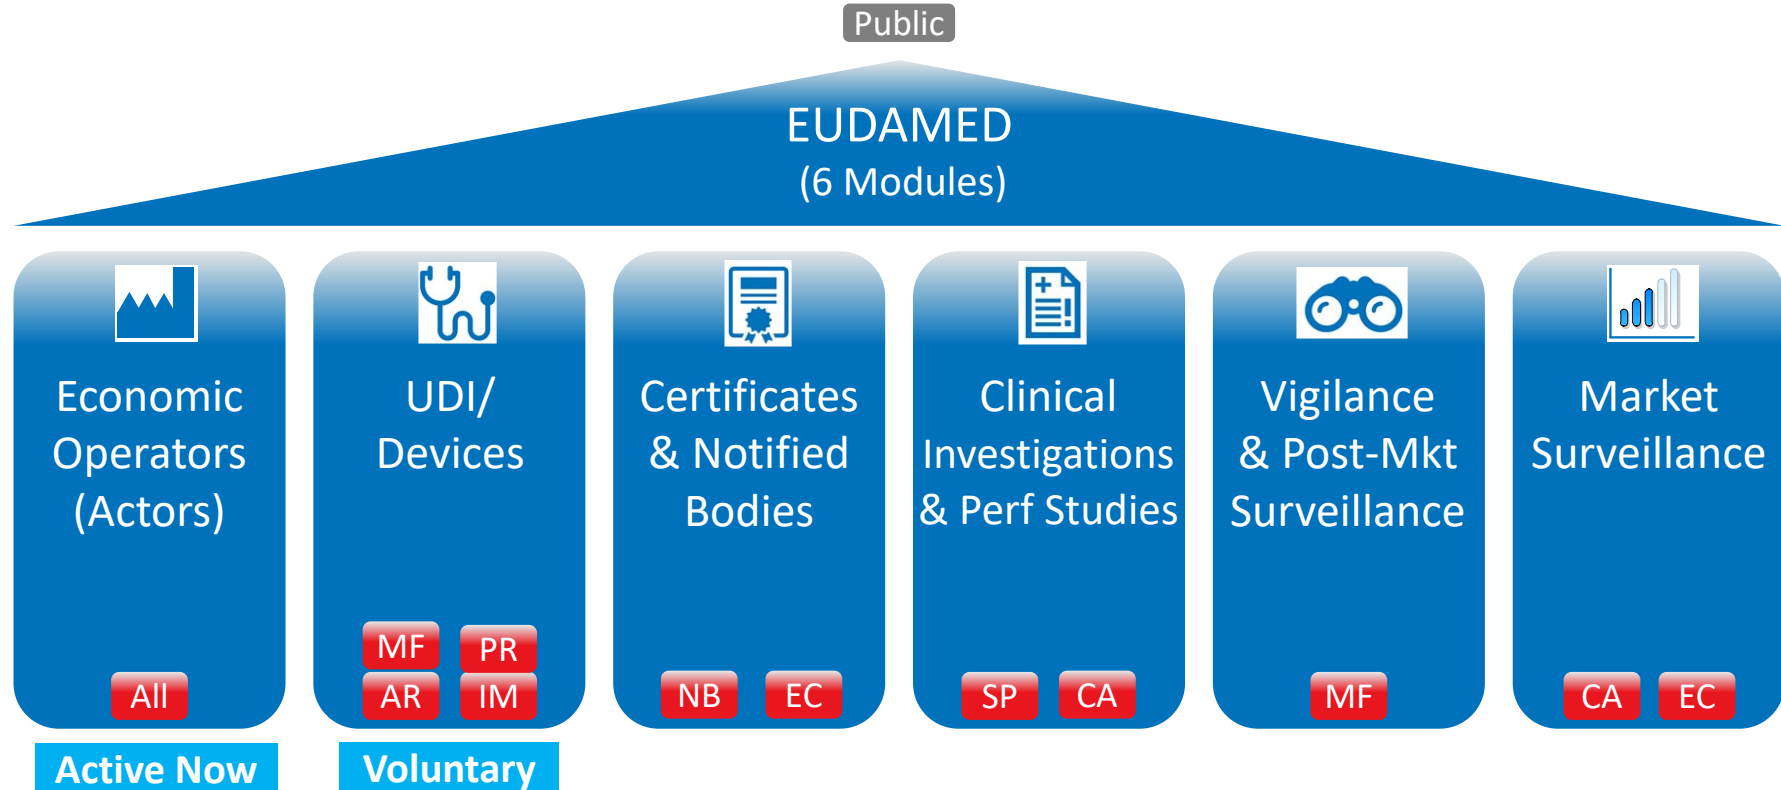 Public
EUDAMED
(6 Modules)
Economic
Operators
(Actors)
All
Active Now
UDI/
Devices
MF PR
AR IM
Voluntary
Certificates
& Notified
Bodies
NB EC
Clinical
Investigations
& Perf Studies
SP CA
Vigilance
& Post-Mkt
Surveillance
MF
Market
Surveillance
CA EC